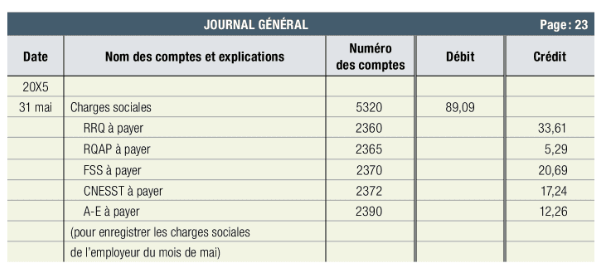 JOURNAL GÉNÉRAL Page: 23
Date Nom des comptes et explications Numéro des comptes Débit Crédit
20X5
31 mai Charges sociales 5320 89,09
RRQ à payer 2360 33,61
RQAP à payer 2365 5,29
FSS à payer 2370 20,69
CNESST à payer 2372 17,24
A-E à payer 2390 12,26
(pour enregistrer les charges sociales
de l'employeur du mois de mai)